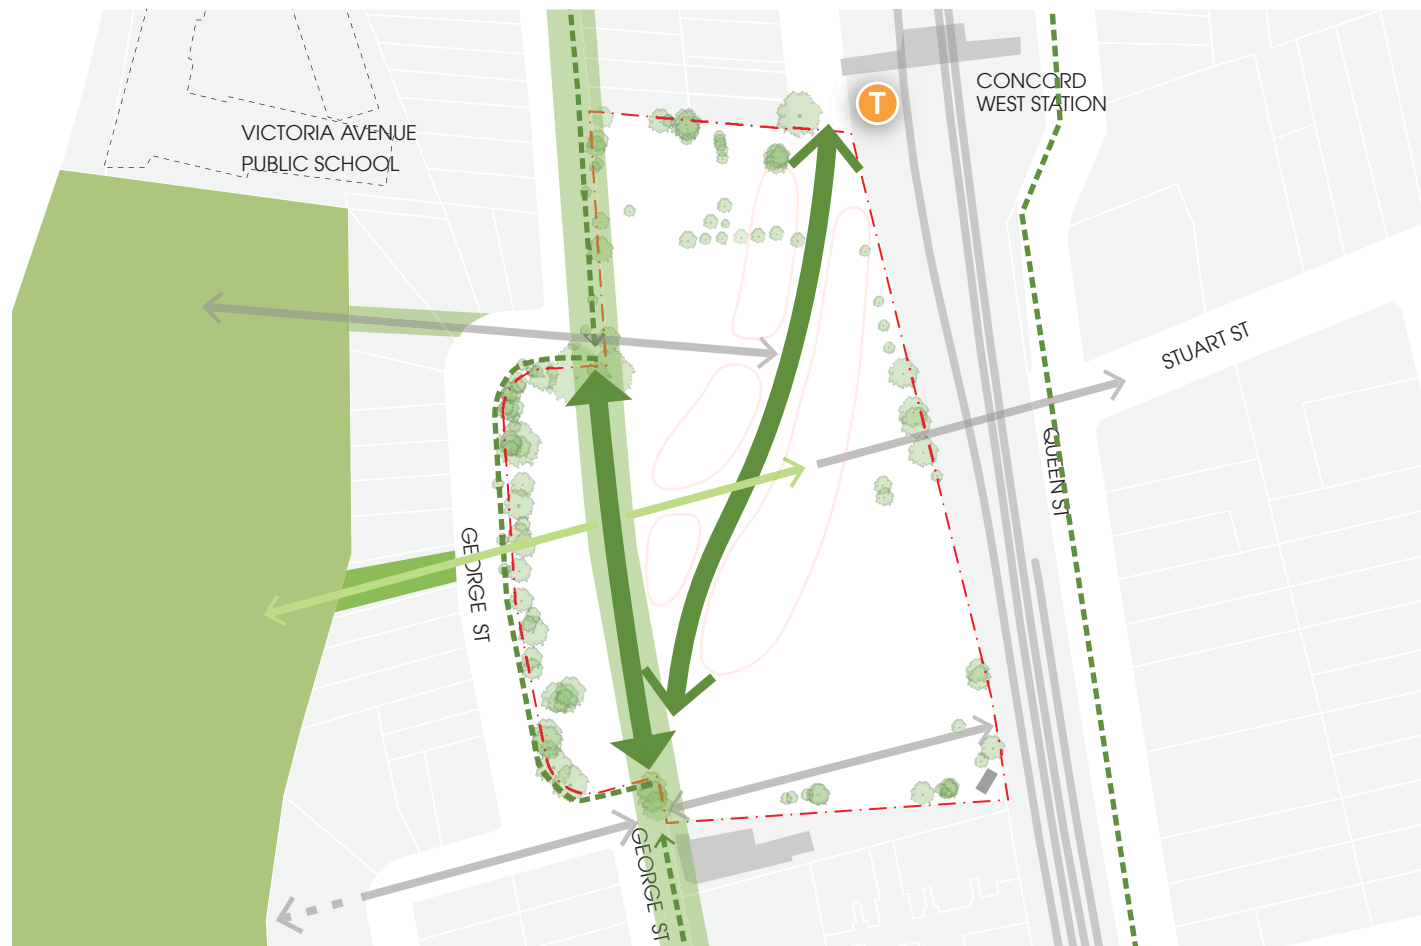 CONCORD
WEST STATION
T
VICTORIA AVENUE
PUBLIC SCHOOL
STUART ST
QUEEN ST
GEORGE ST
GEORGE ST